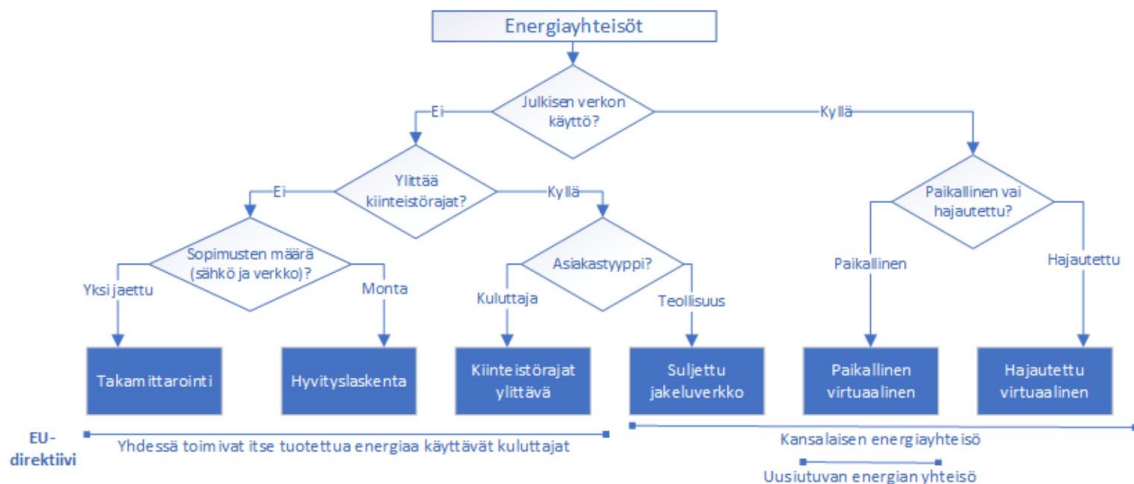 Energiayhteisöt
Julkisen verkon
käyttö?
Ei
Kyllä
Ylittää
kiinteistörajat?
Ei
Kyllä
Paikallinen vai
hajautettu?
Sopimusten määrä
(sähkö ja verkko)?
Asiakastyyppi?
Yksi jaettu
Monta
Kuluttaja
Teollisuus
Paikallinen
Hajautettu
Takamittarointi
Hyvityslaskenta
Kiinteistörajat
ylittävä
Suljettu
jakeluverkko
Paikallinen
virtuaalinen
Hajautettu
virtuaalinen
EU-
direktiivi
Yhdessä toimivat itse tuotettua energiaa käyttävät kuluttajat
Kansalaisen energiayhteisö
Uusiutuvan energian yhteisö